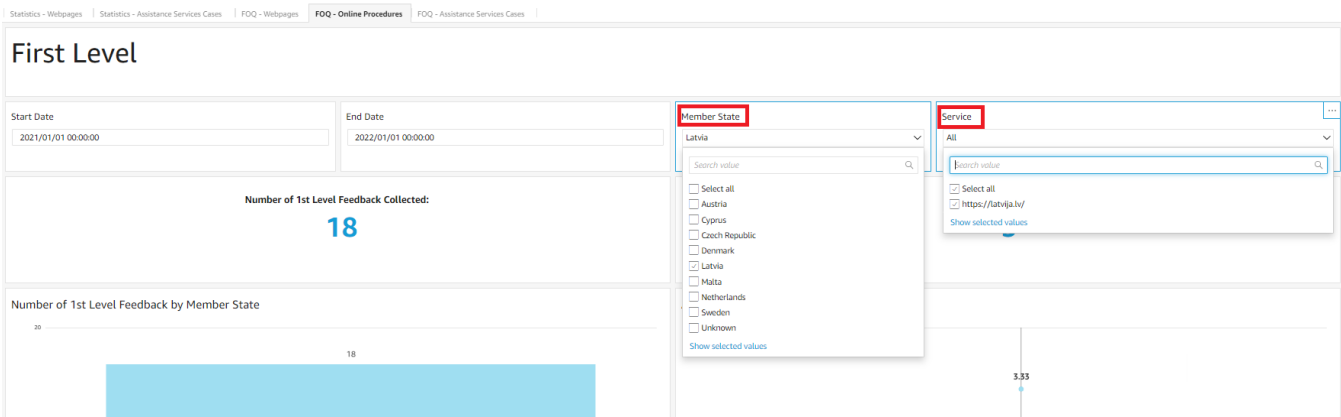 Statistics - Webpages
Statistics - Assistance Services Cases
FOQ - Webpages
FOQ - Online Procedures
FOQ - Assistance Services Cases
First Level
Start Date
2021/01/01 00:00:00
End Date
2022/01/01 00:00:00
Member State
Latvia
Search value
Select all
Austria
Cyprus
Czech Republic
Denmark
Latvia
Malta
Netherlands
Sweden
Unknown
Show selected values
Service
All
Search value
Select all
https://latvija.lv/
Show selected values
Number of 1st Level Feedback Collected:
18
Number of 1st Level Feedback by Member State
20
18
3.33